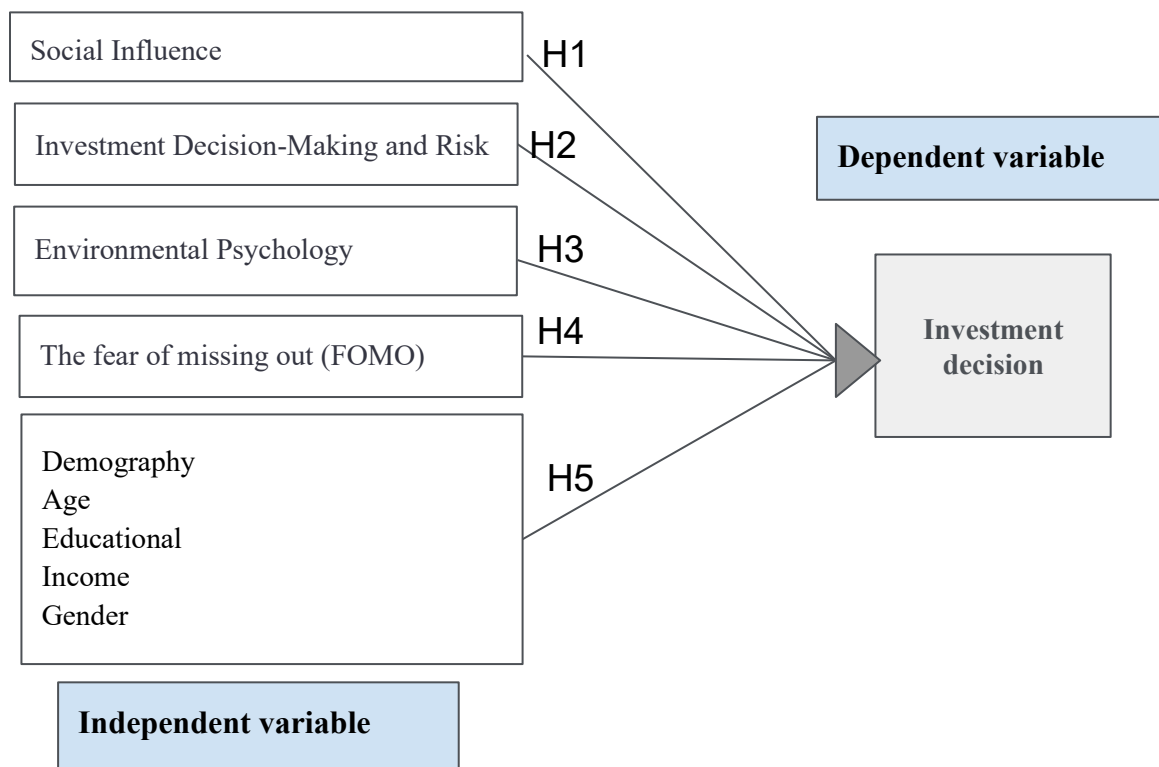 Social Influence
H1
Investment Decision-Making and Risk
H2
Dependent variable
Environmental Psychology
H3
The fear of missing out (FOMO)
H4
Investment
decision
Demography
Age
Educational
Income
Gender
H5
Independent variable